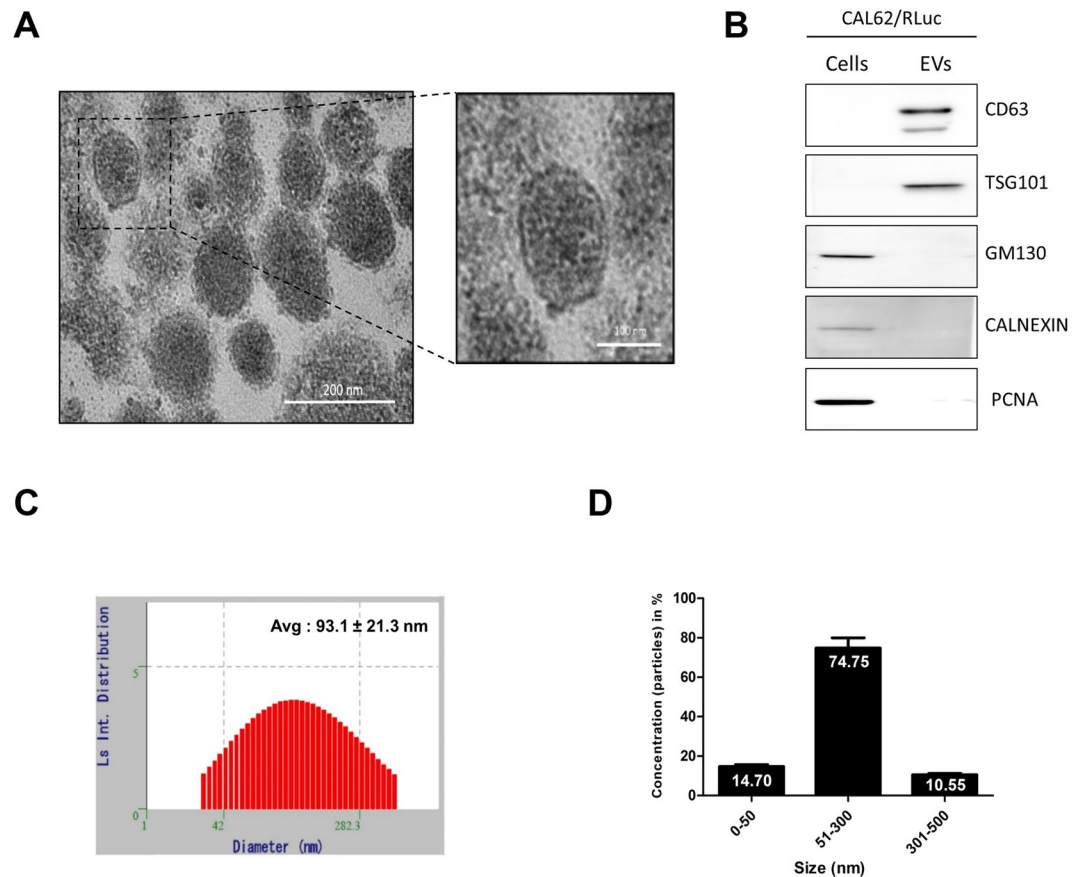 A
200 nm
100 nm
B
CAL62/RLuc
Cells EVs
CD63
TSG101
GM130
CALNEXIN
PCNA
C
Avg : 93.1 ± 21.3 nm
Ls Int. Distribution
5
0
1 42 282.3
Diameter (nm)
D
Concentration (particles) in %
100
80
60
40
20
0
74.75
14.70
10.55
0-50 51-300 301-500
Size (nm)